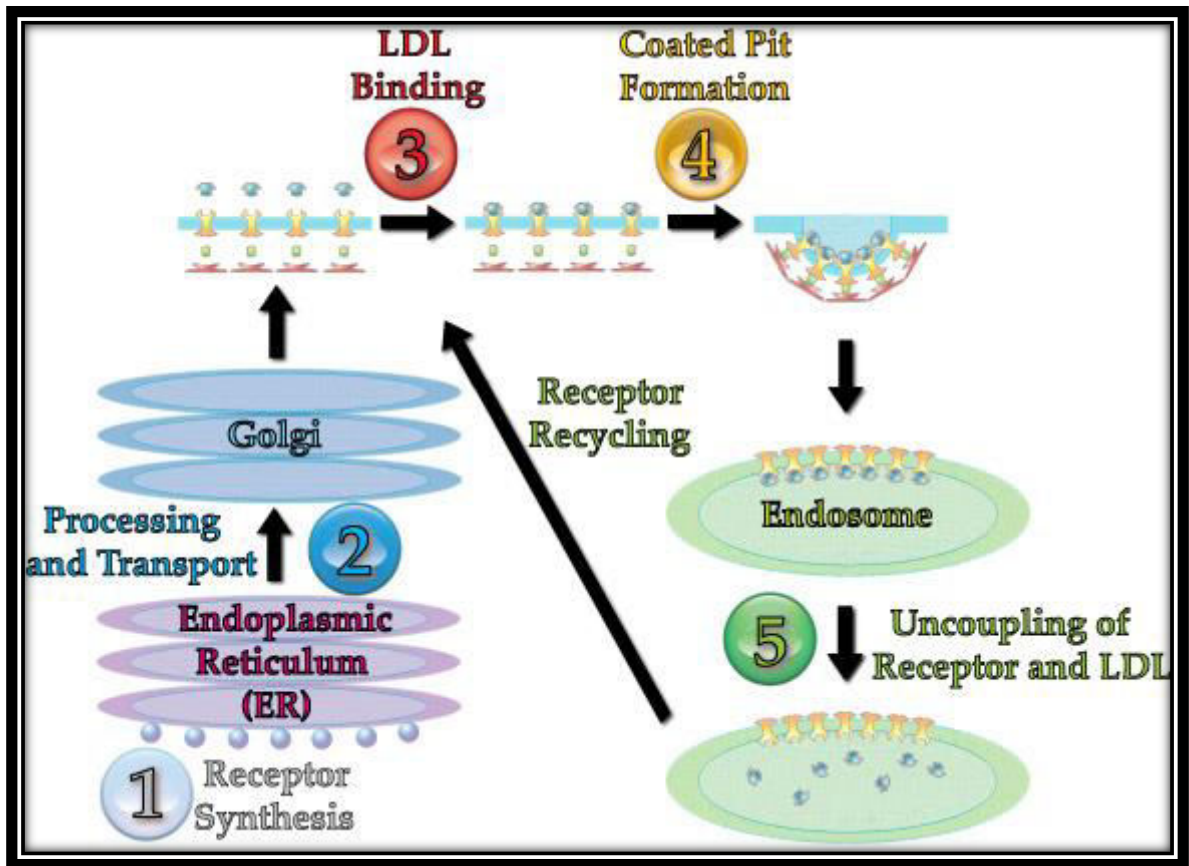 LDL
Binding
3
Coated Pit
Formation
4
Golgi
Receptor
Recycling
Endosome
Processing
and Transport
2
Endoplasmic
Reticulum
(ER)
5
Uncoupling of
Receptor and LDL
1
Receptor
Synthesis